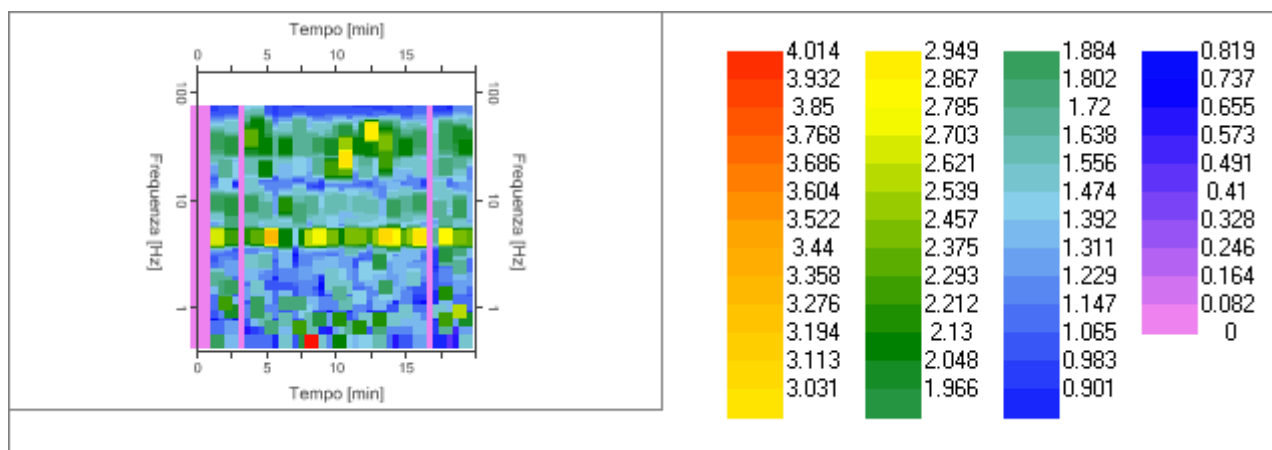 Tempo [min]
0 5 10 15
100 100
Frequenza [Hz] Frequenza [Hz]
10 10
1 1
0 5 10 15
Tempo [min]
4.014 2.949 1.884 0.819
3.932 2.867 1.802 0.737
3.85 2.785 1.72 0.655
3.768 2.703 1.638 0.573
3.686 2.621 1.556 0.491
3.604 2.539 1.474 0.41
3.522 2.457 1.392 0.328
3.44 2.375 1.311 0.246
3.358 2.293 1.229 0.164
3.276 2.212 1.147 0.082
3.194 2.13 1.065 0
3.113 2.048 0.983
3.031 1.966 0.901